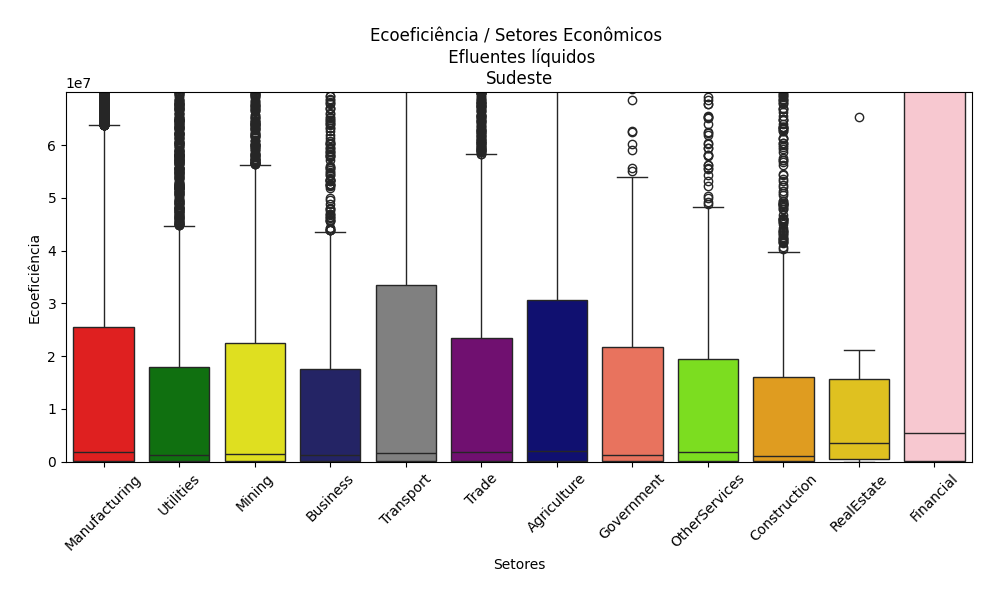 Ecoeficiência / Setores Econômicos
Efluentes líquidos
Sudeste
1e7
6
5
4
3
2
1
0
Ecoeficiência
Manufacturing
Utilities
Mining
Business
Transport
Trade
Agriculture
Government
OtherServices
Construction
RealEstate
Financial
Setores